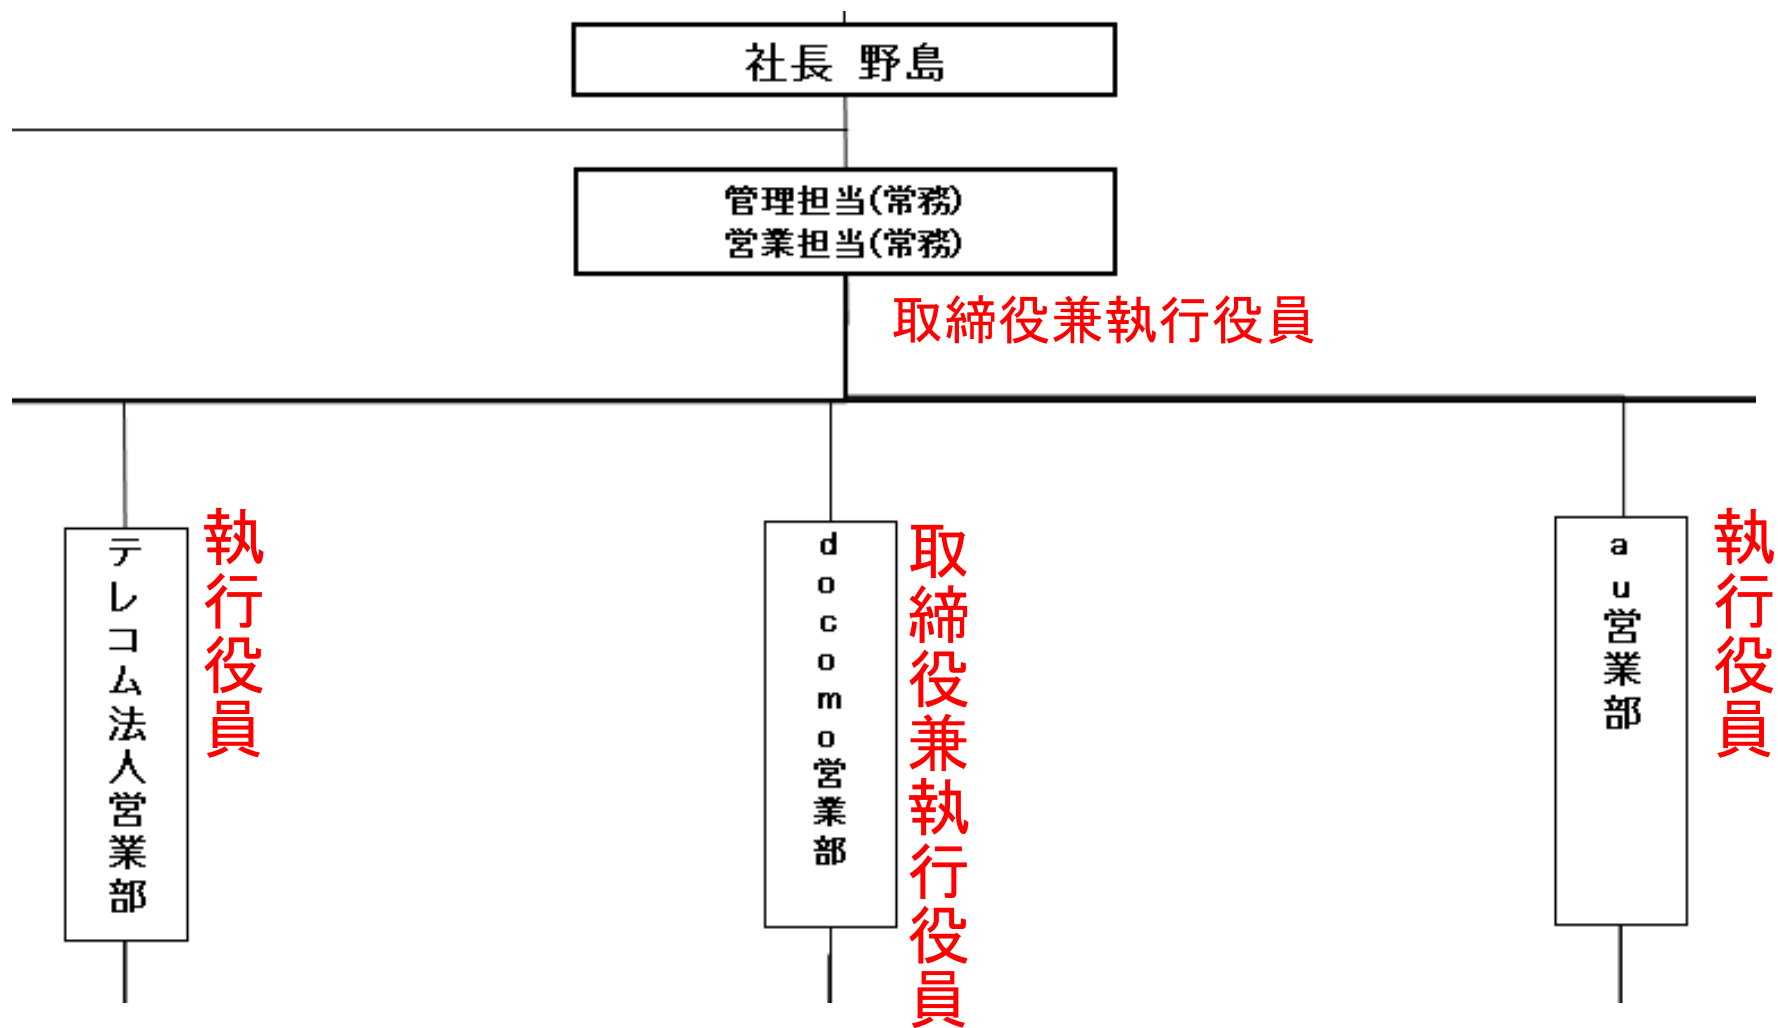 社長 野島
管理担当(常務)
営業担当(常務)
取締役兼執行役員
テレコム法人営業部
執行役員
docomo営業部
取締役兼執行役員
au営業部
執行役員